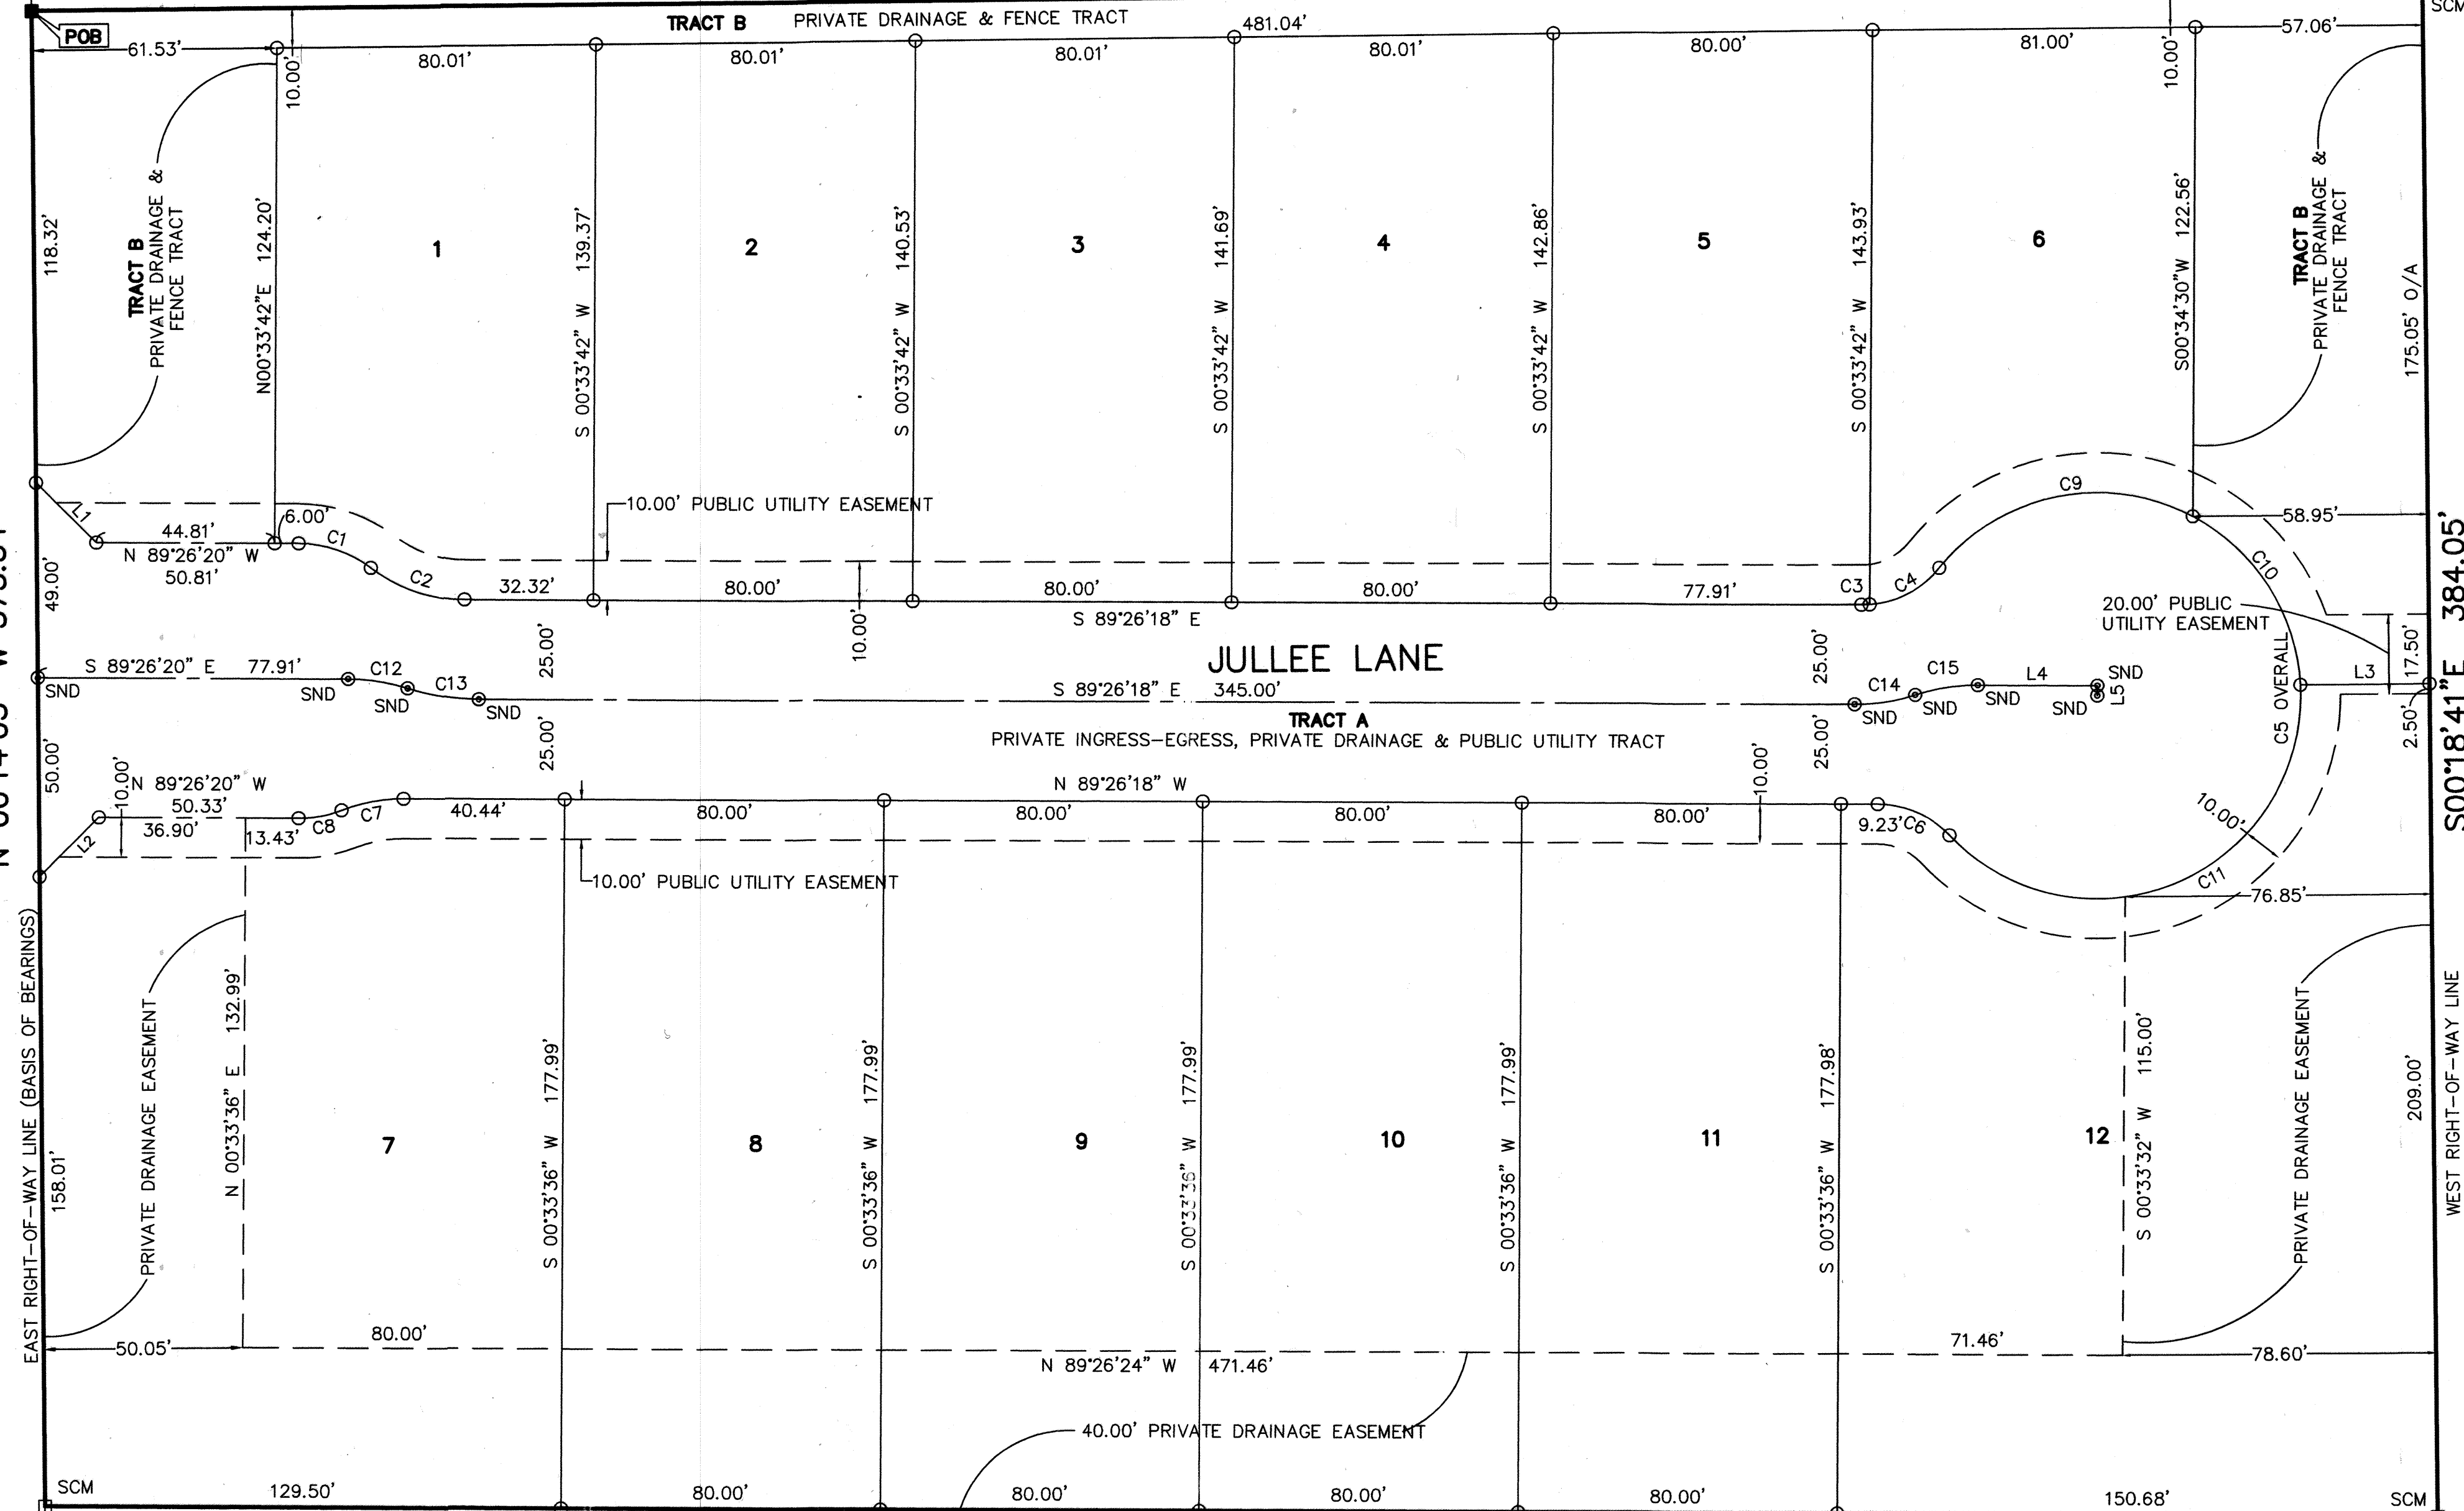 SCM
TRACT B PRIVATE DRAINAGE & FENCE TRACT
481.04'
POB
61.53'
57.06'
10.00'
80.01'
80.01'
80.01'
80.01'
80.00'
81.00'
10.00'
118.32'
TRACT B
PRIVATE DRAINAGE &
FENCE TRACT
N00°33'42"E 124.20'
1
S 00°33'42" W 139.37'
2
S 00°33'42" W 140.53'
3
S 00°33'42" W 141.69'
4
S 00°33'42" W 142.86'
5
S 00°33'42" W 143.93'
6
S00°34'30"W 122.56'
TRACT B
PRIVATE DRAINAGE &
FENCE TRACT
175.05' O/A
L1
44.81'
N 89°26'20" W
50.81'
6.00'
C1
C2
10.00' PUBLIC UTILITY EASEMENT
32.32'
80.00'
80.00'
80.00'
77.91'
S 89°26'18" E
C3
C4
C9
C10
58.95'
49.00'
10.00'
25.00'
25.00'
JULLEE LANE
20.00' PUBLIC
UTILITY EASEMENT
17.50'
S00°18'41"E 384.05'
S 89°26'20" E 77.91'
SND
C12
SND
C13
SND
SND
S 89°26'18" E 345.00'
C14
SND
C15
SND
L4
SND
SND
L5
SND
L3
C5 OVERALL
2.50'
TRACT A
PRIVATE INGRESS-EGRESS, PRIVATE DRAINAGE & PUBLIC UTILITY TRACT
50.00'
25.00'
25.00'
10.00'
N 89°26'20" W
50.33'
36.90'
13.43'
L2
C8
C7
40.44'
80.00'
N 89°26'18" W
80.00'
80.00'
80.00'
10.00'
9.23'
C6
10.00'
C11
76.85'
10.00' PUBLIC UTILITY EASEMENT
EAST RIGHT-OF-WAY LINE (BASIS OF BEARINGS)
158.01'
PRIVATE DRAINAGE EASEMENT
N 00°33'36" E 132.99'
7
S 00°33'36" W 177.99'
8
S 00°33'36" W 177.99'
9
S 00°33'36" W 177.99'
10
S 00°33'36" W 177.99'
11
S 00°33'36" W 177.98'
12
S 00°33'32" W 115.00'
PRIVATE DRAINAGE EASEMENT
209.00'
WEST RIGHT-OF-WAY LINE
50.05'
80.00'
N 89°26'24" W 471.46'
71.46'
78.60'
40.00' PRIVATE DRAINAGE EASEMENT
SCM
129.50'
80.00'
80.00'
80.00'
80.00'
150.68'
SCM